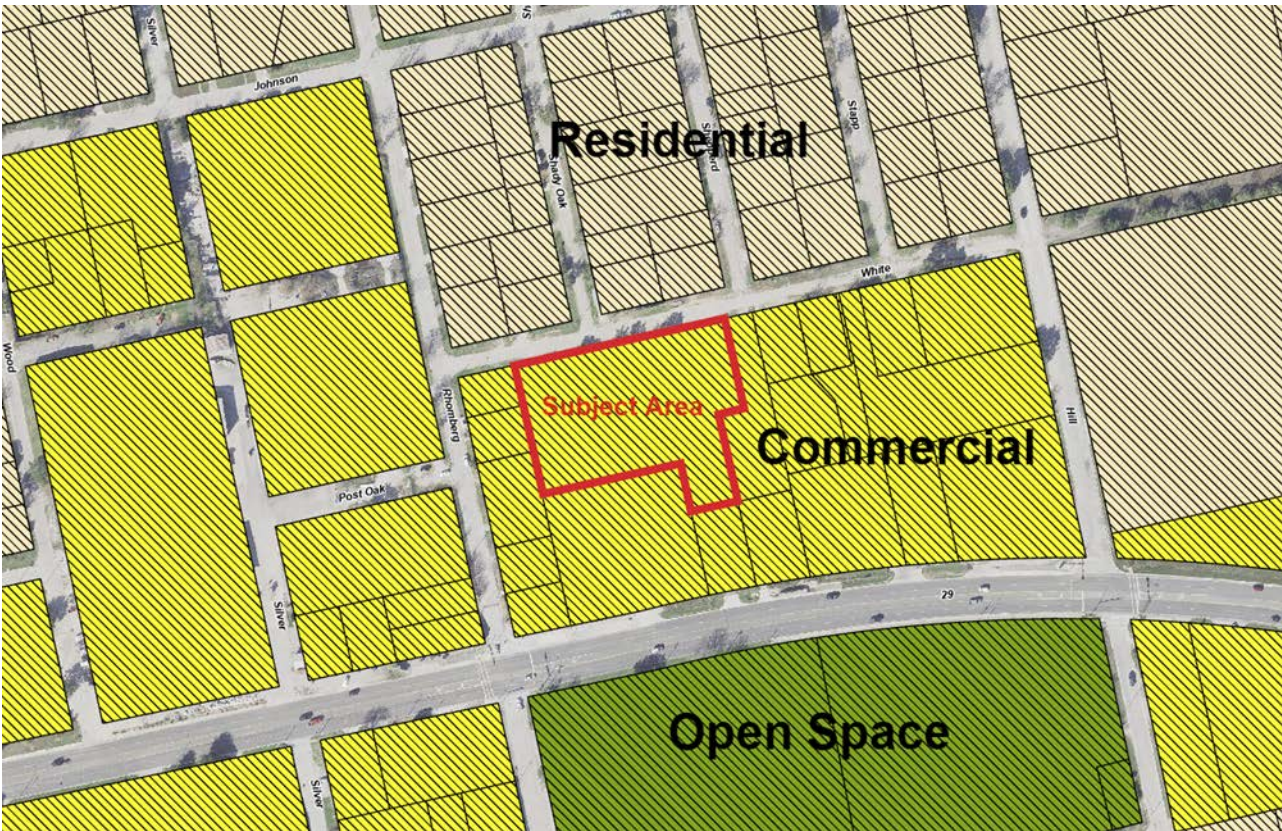 Silver
Johnson
Residential
Stapp
Shady Oak
White
Wood
Rhomberg
Subject Area
Hill
Commercial
Post Oak
Silver
29
Open Space
Silver